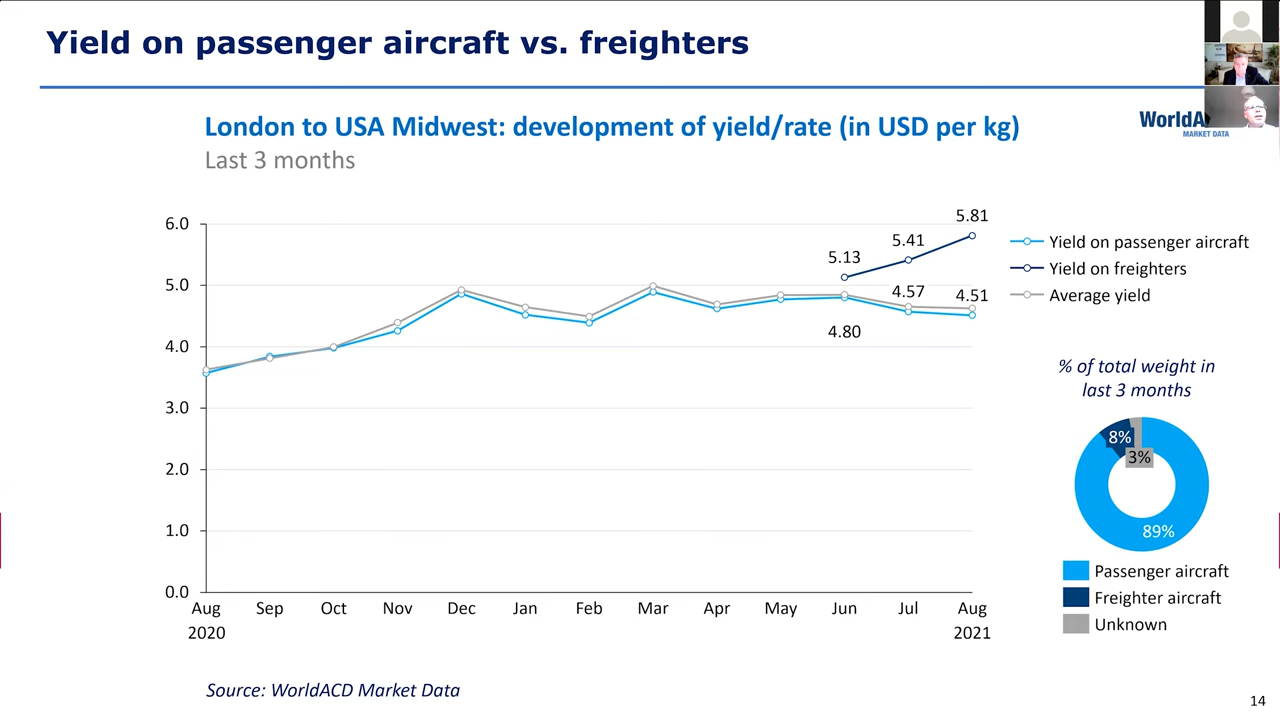 Yield on passenger aircraft vs. freighters
London to USA Midwest: development of yield/rate (in USD per kg)
Last 3 months
WorldA
MARKET DATA
6.0
5.0
4.0
3.0
2.0
1.0
0.0
5.13
5.41
5.81
4.80
4.57
4.51
Aug Sep Oct Nov Dec Jan Feb Mar Apr May Jun Jul Aug
2020 2021
Yield on passenger aircraft
Yield on freighters
Average yield
% of total weight in
last 3 months
8%
3%
89%
Passenger aircraft
Freighter aircraft
Unknown
Source: WorldACD Market Data
14